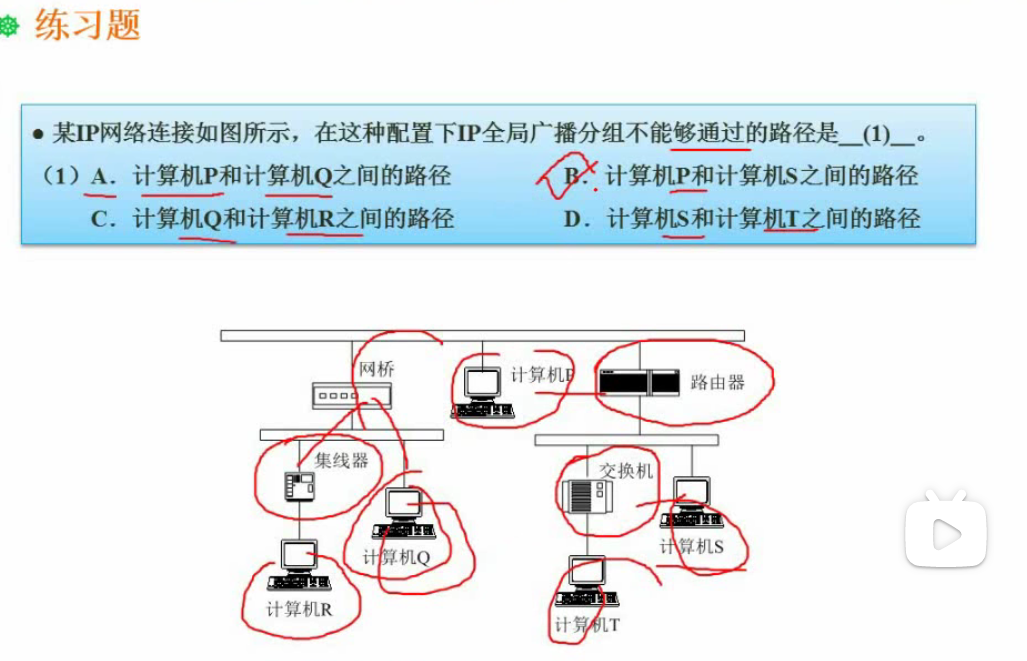 练习题
● 某IP网络连接如图所示，在这种配置下IP全局广播分组不能够通过的路径是__(1)__。
（1）A．计算机P和计算机Q之间的路径 B．计算机P和计算机S之间的路径
C．计算机Q和计算机R之间的路径 D．计算机S和计算机T之间的路径
网桥
计算机P
路由器
集线器
交换机
计算机Q
计算机S
计算机R
计算机T